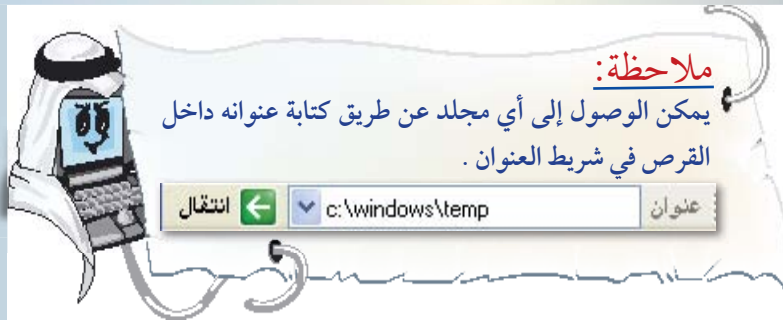 ملاحظة:
يمكن الوصول إلى أي مجلد عن طريق كتابة عنوانه داخل
القرص في شريط العنوان .
عنوان c:\windows\temp انتقال